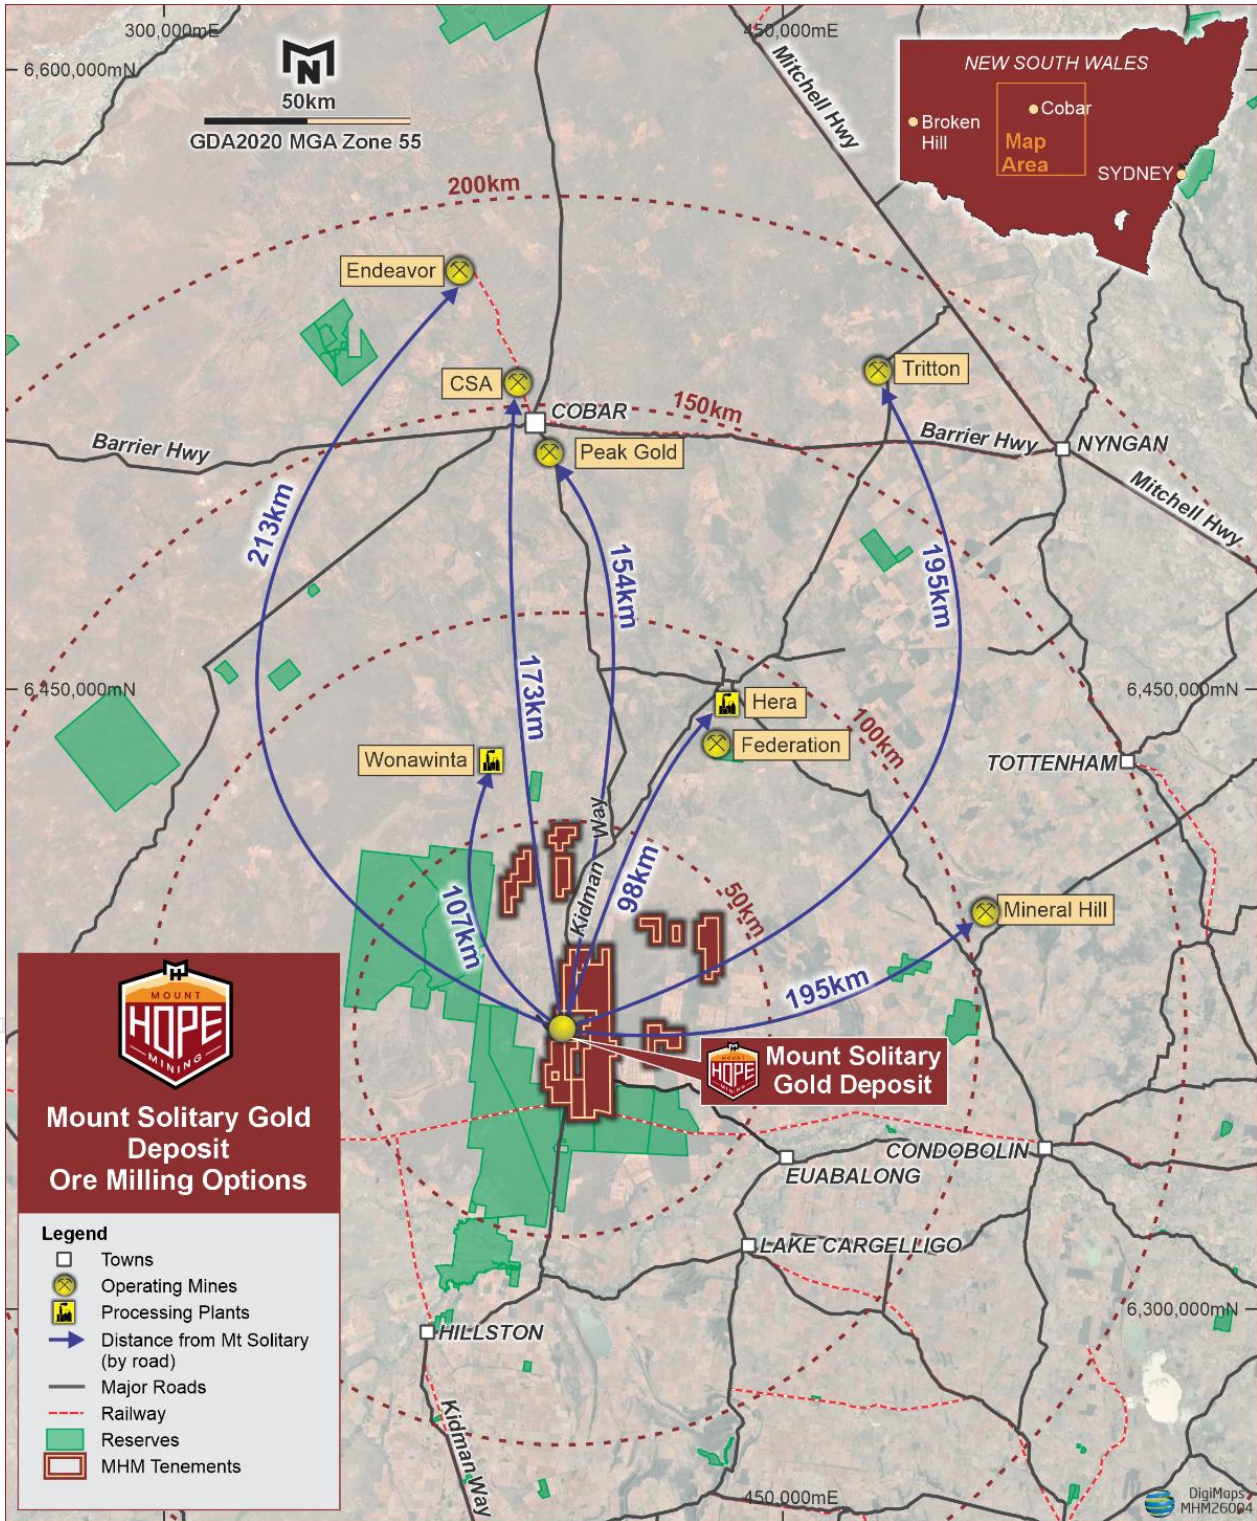 300,000mE
450,000mE
6,600,000mN
N
50km
GDA2020 MGA Zone 55
Mitchell Hwy
NEW SOUTH WALES
Cobar
Broken
Hill
Map
Area
SYDNEY
200km
Endeavor
CSA
COBAR
150km
Tritton
Barrier Hwy
Peak Gold
Barrier Hwy
NYNGAN
Mitchell Hwy
213km
154km
195km
173km
6,450,000mN
6,450,000mN
Hera
100km
Federation
Wonawinta
TOTTENHAM
Kidman Way
98km
107km
50km
Mineral Hill
195km
MOUNT
HOPE
MINING
Mount Solitary
Gold Deposit
MOUNT
HOPE
MINING
Mount Solitary Gold
Deposit
Ore Milling Options
CONDOBOLIN
EUABALONG
LAKE CARGELLIGO
HILLSTON
6,300,000mN
Kidman Way
Legend
Towns
Operating Mines
Processing Plants
Distance from Mt Solitary
(by road)
Major Roads
Railway
Reserves
MHM Tenements
450,000mE
DigiMaps
MHM26004